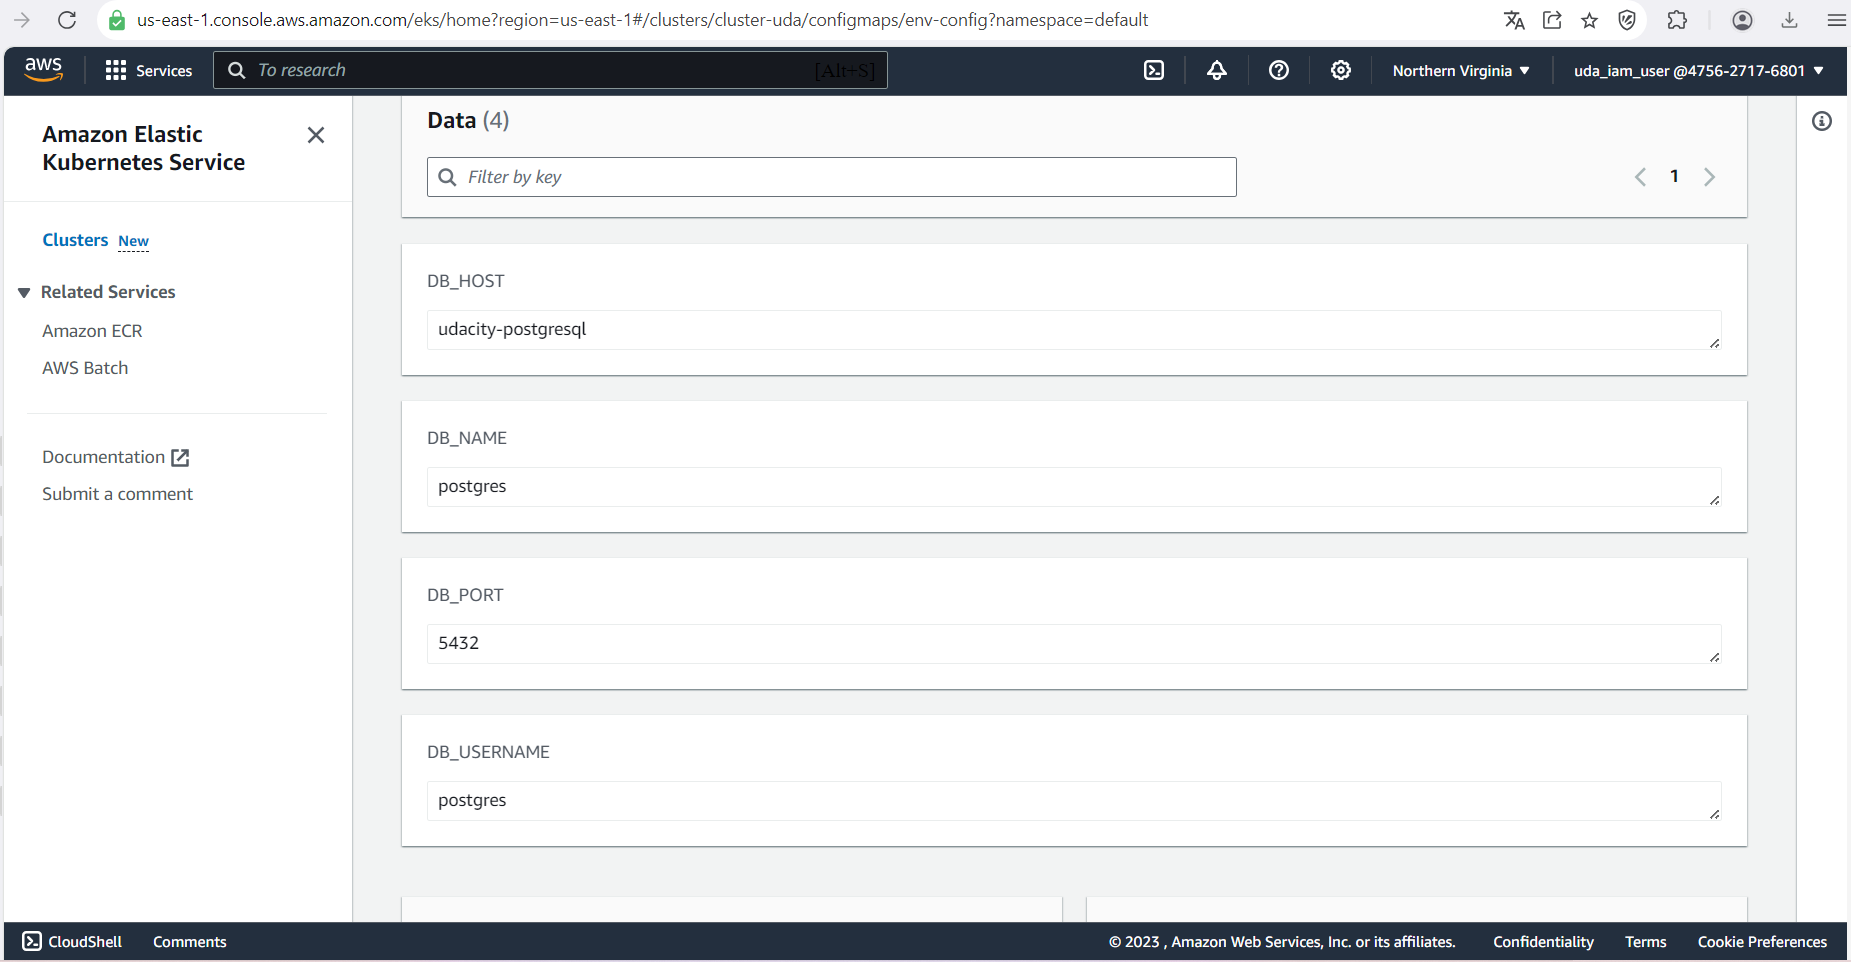 us-east-1.console.aws.amazon.com/eks/home?region=us-east-1#/clusters/cluster-uda/configmaps/env-config?namespace=default
aws
Services
To research
[Alt+S]
Northern Virginia
uda_iam_user @4756-2717-6801
Amazon Elastic
Kubernetes Service
Clusters New
Related Services
Amazon ECR
AWS Batch
Documentation
Submit a comment
Data (4)
Filter by key
1
DB_HOST
udacity-postgresql
DB_NAME
postgres
DB_PORT
5432
DB_USERNAME
postgres
CloudShell
Comments
© 2023 , Amazon Web Services, Inc. or its affiliates.
Confidentiality
Terms
Cookie Preferences